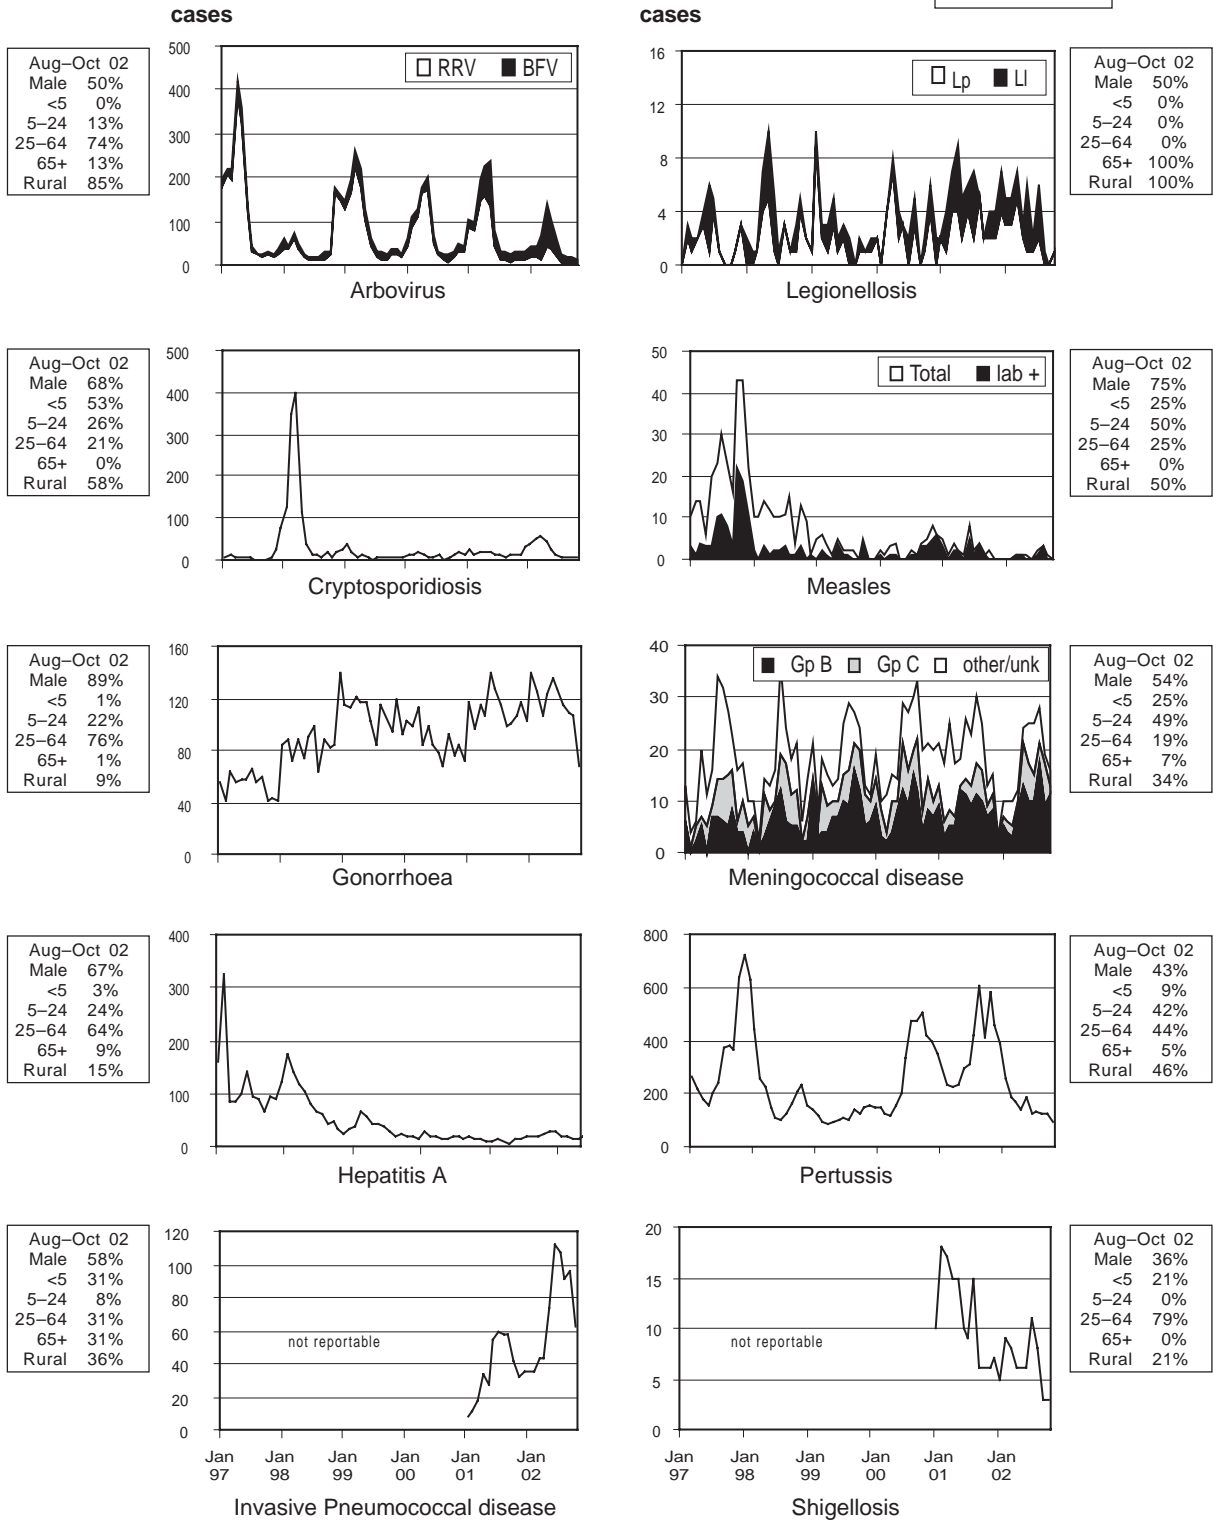 cases
cases
Aug–Oct 02
Male 50%
<5 0%
5–24 13%
25–64 74%
65+ 13%
Rural 85%
500
400
300
200
100
0
RRV BFV
Arbovirus
16
12
8
4
0
Lp Ll
Legionellosis
Aug–Oct 02
Male 50%
<5 0%
5–24 0%
25–64 0%
65+ 100%
Rural 100%
Aug–Oct 02
Male 68%
<5 53%
5–24 26%
25–64 21%
65+ 0%
Rural 58%
500
400
300
200
100
0
Cryptosporidiosis
50
40
30
20
10
0
Total lab +
Measles
Aug–Oct 02
Male 75%
<5 25%
5–24 50%
25–64 25%
65+ 0%
Rural 50%
Aug–Oct 02
Male 89%
<5 1%
5–24 22%
25–64 76%
65+ 1%
Rural 9%
160
120
80
40
0
Gonorrhoea
40
30
20
10
0
Gp B Gp C other/unk
Meningococcal disease
Aug–Oct 02
Male 54%
<5 25%
5–24 49%
25–64 19%
65+ 7%
Rural 34%
Aug–Oct 02
Male 67%
<5 3%
5–24 24%
25–64 64%
65+ 9%
Rural 15%
400
300
200
100
0
Hepatitis A
800
600
400
200
0
Pertussis
Aug–Oct 02
Male 43%
<5 9%
5–24 42%
25–64 44%
65+ 5%
Rural 46%
Aug–Oct 02
Male 58%
<5 31%
5–24 8%
25–64 31%
65+ 31%
Rural 36%
120
100
80
60
40
20
0
not reportable
Jan Jan Jan Jan Jan Jan
97 98 99 00 01 02
Invasive Pneumococcal disease
20
15
10
5
0
not reportable
Jan Jan Jan Jan Jan Jan
97 98 99 00 01 02
Shigellosis
Aug–Oct 02
Male 36%
<5 21%
5–24 0%
25–64 79%
65+ 0%
Rural 21%